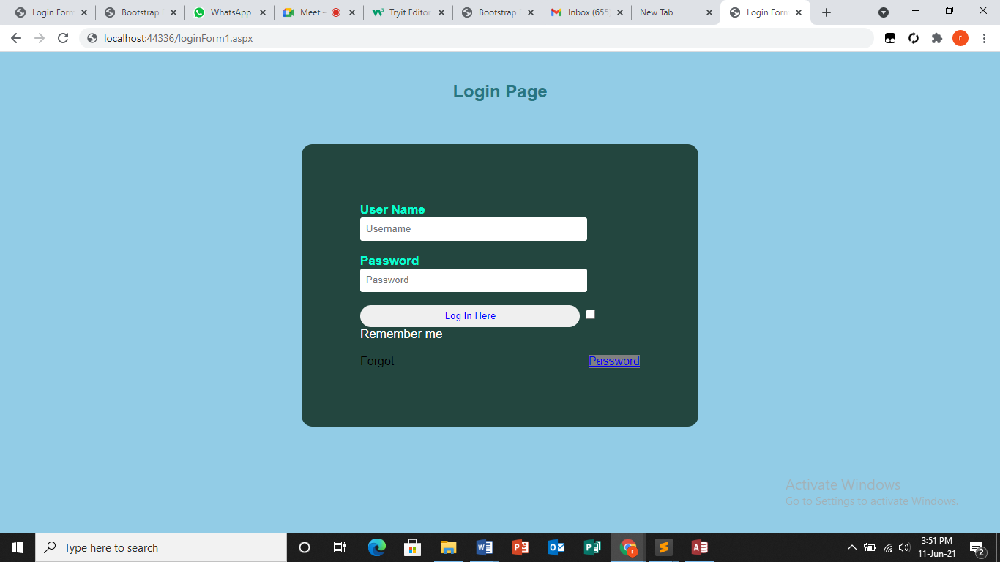 Login Form
Bootstrap
WhatsApp
Meet –
Tryit Editor
Bootstrap
Inbox (655
New Tab
Login Form
localhost:44336/loginForm1.aspx
r
Login Page
User Name
Username
Password
Password
Log In Here
Remember me
Forgot Password
Activate Windows
Go to Settings to activate Windows.
Type here to search
r
3:51 PM
11-Jun-21
2